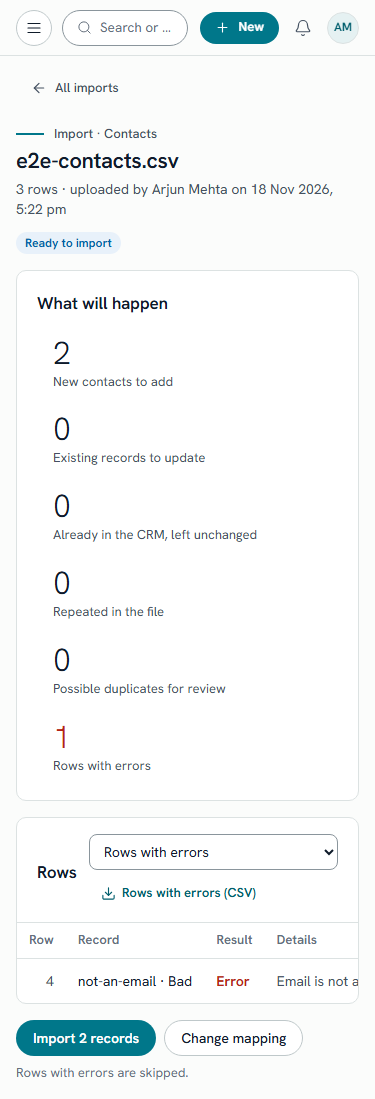 Search or ...
New
AM
All imports
Import · Contacts
e2e-contacts.csv
3 rows · uploaded by Arjun Mehta on 18 Nov 2026,
5:22 pm
Ready to import
What will happen
2
New contacts to add
0
Existing records to update
0
Already in the CRM, left unchanged
0
Repeated in the file
0
Possible duplicates for review
1
Rows with errors
Rows
Rows with errors
Rows with errors (CSV)
Row Record Result Details
4 not-an-email · Bad Error Email is not a
Import 2 records
Change mapping
Rows with errors are skipped.